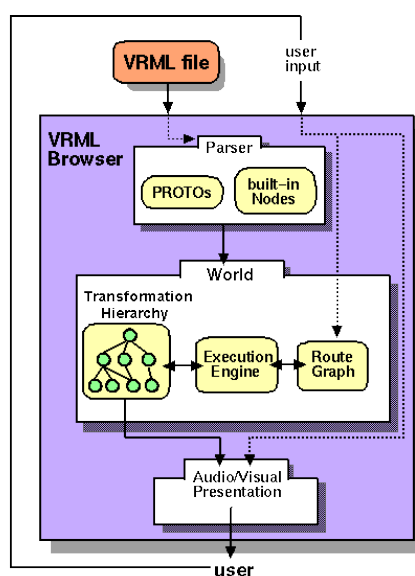 VRML file
user
input
VRML
Browser
Parser
PROTOs
built-in
Nodes
World
Transformation
Hierarchy
Execution
Engine
Route
Graph
Audio/Visual
Presentation
user